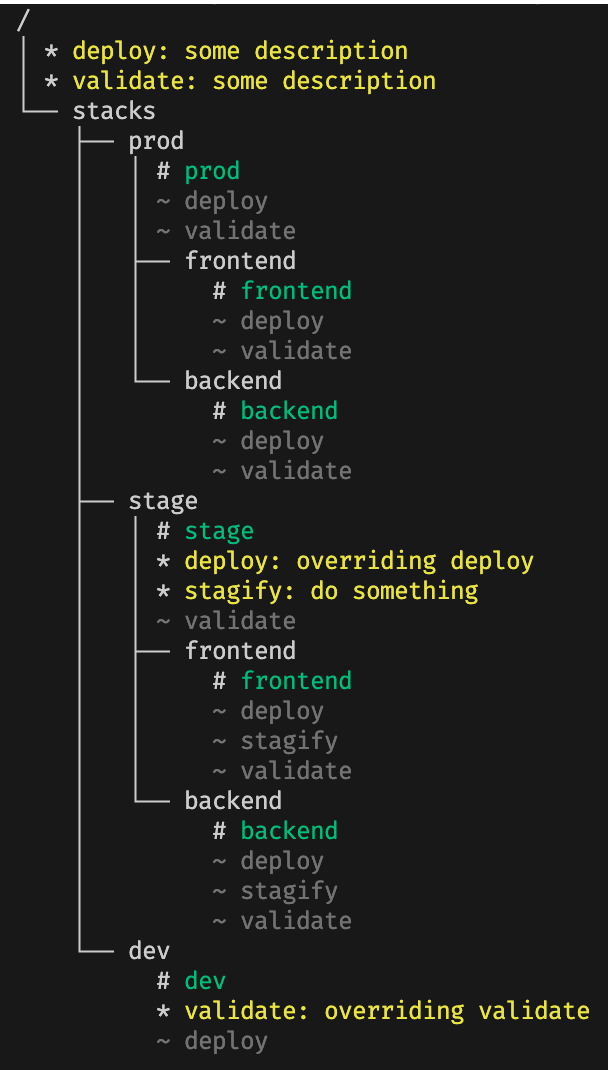 /
* deploy: some description
* validate: some description
stacks
prod
# prod
~ deploy
~ validate
frontend
# frontend
~ deploy
~ validate
backend
# backend
~ deploy
~ validate
stage
# stage
* deploy: overriding deploy
* stagify: do something
~ validate
frontend
# frontend
~ deploy
~ stagify
~ validate
backend
# backend
~ deploy
~ stagify
~ validate
dev
# dev
* validate: overriding validate
~ deploy